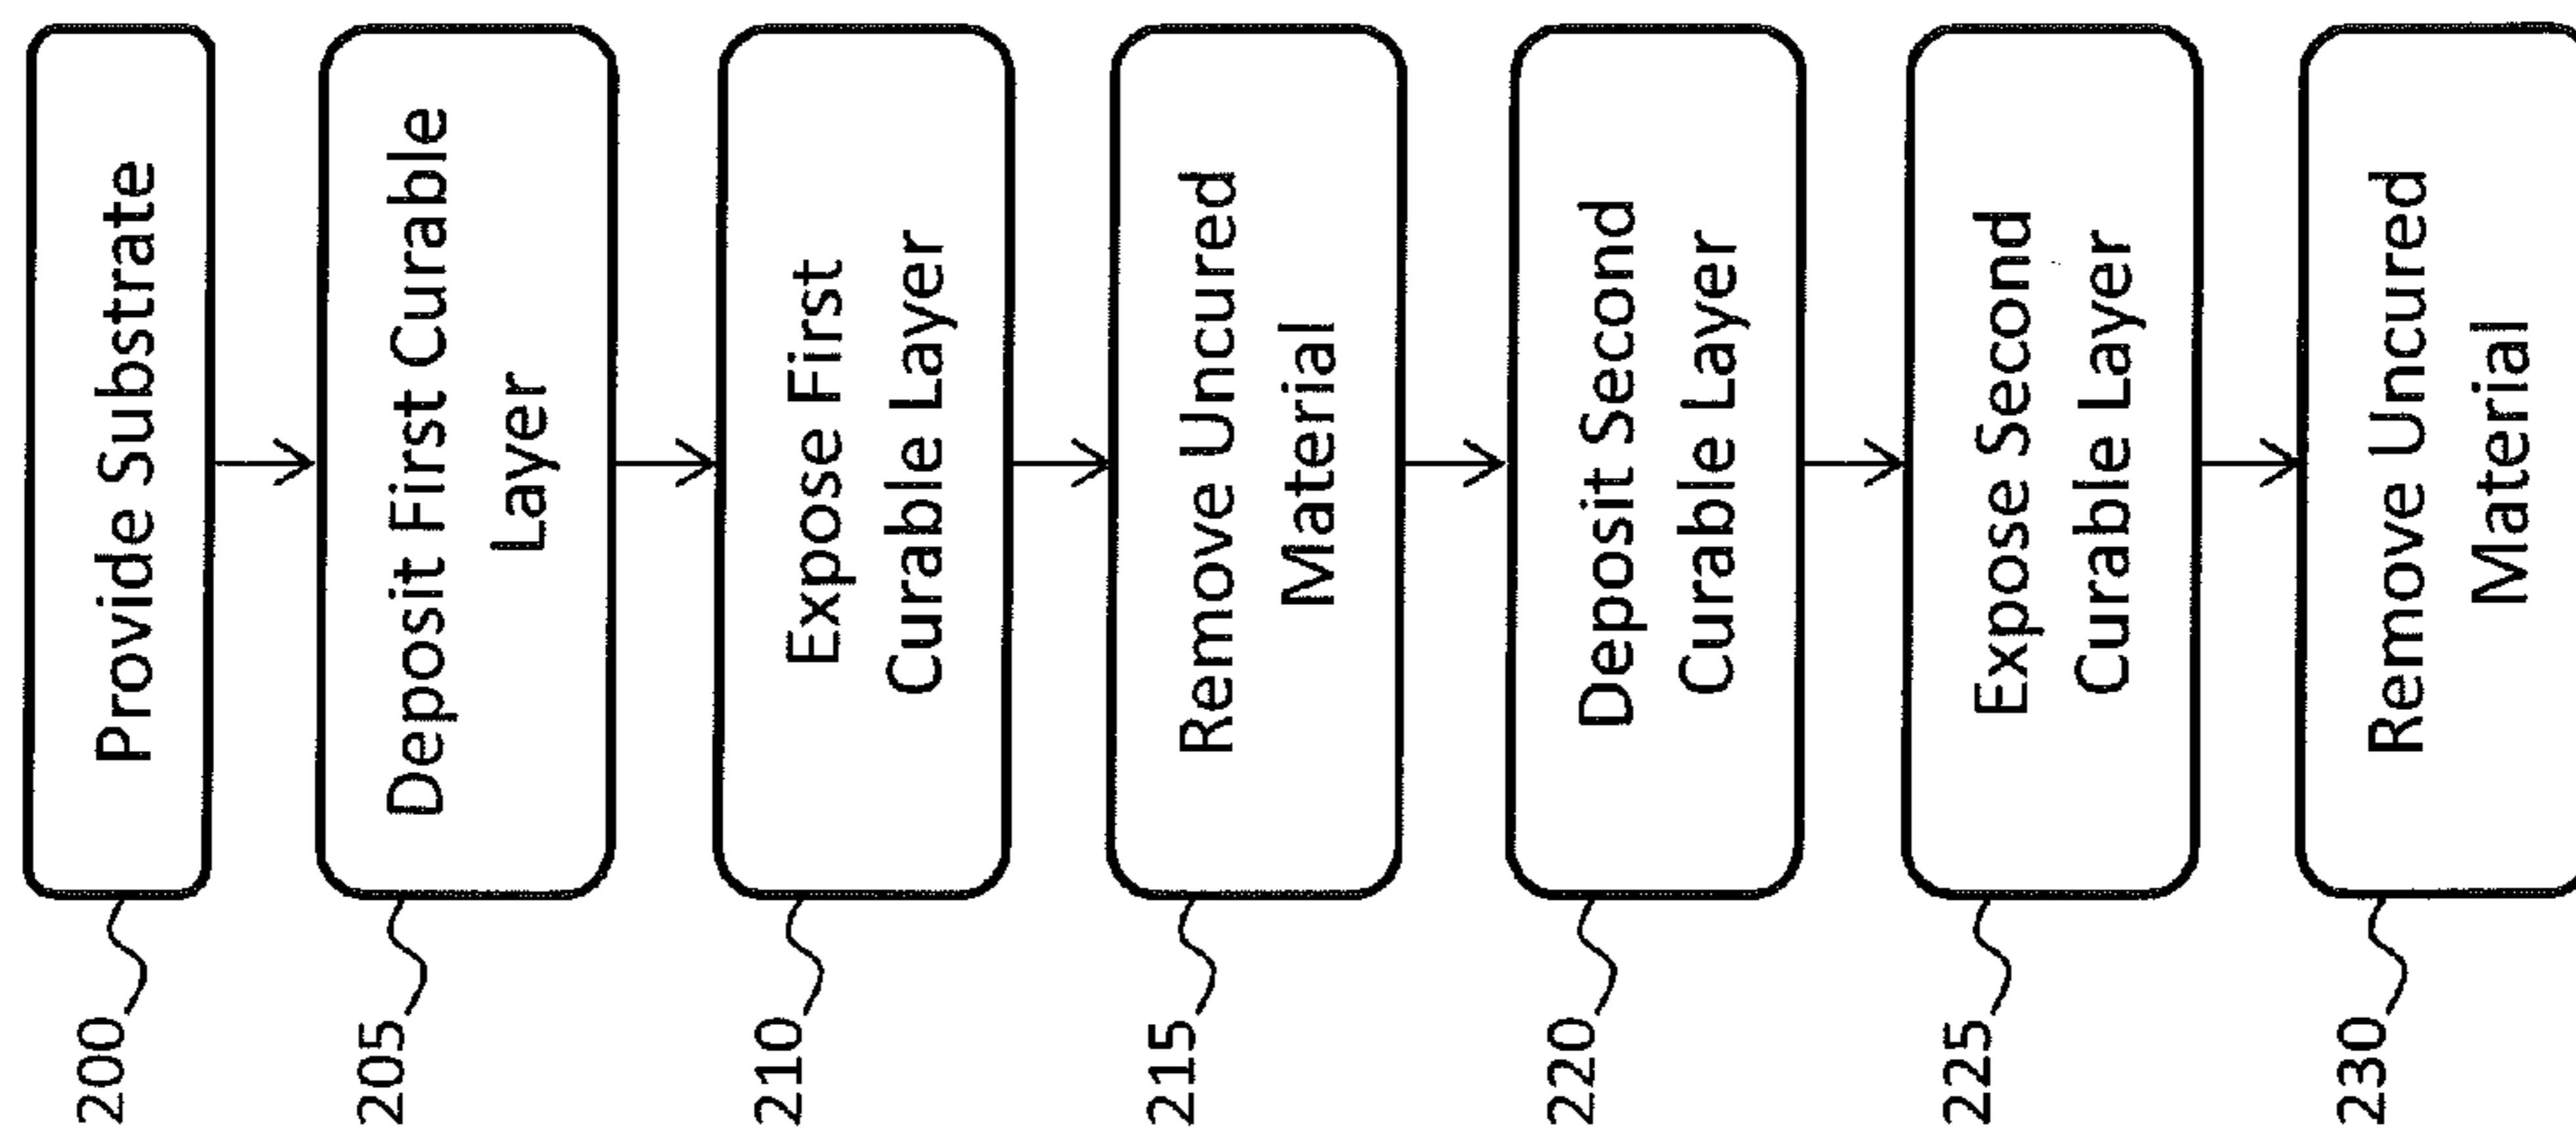 200
Provide Substrate
205
Deposit First Curable
Layer
210
Expose First
Curable Layer
215
Remove Uncured
Material
220
Deposit Second
Curable Layer
225
Expose Second
Curable Layer
230
Remove Uncured
Material